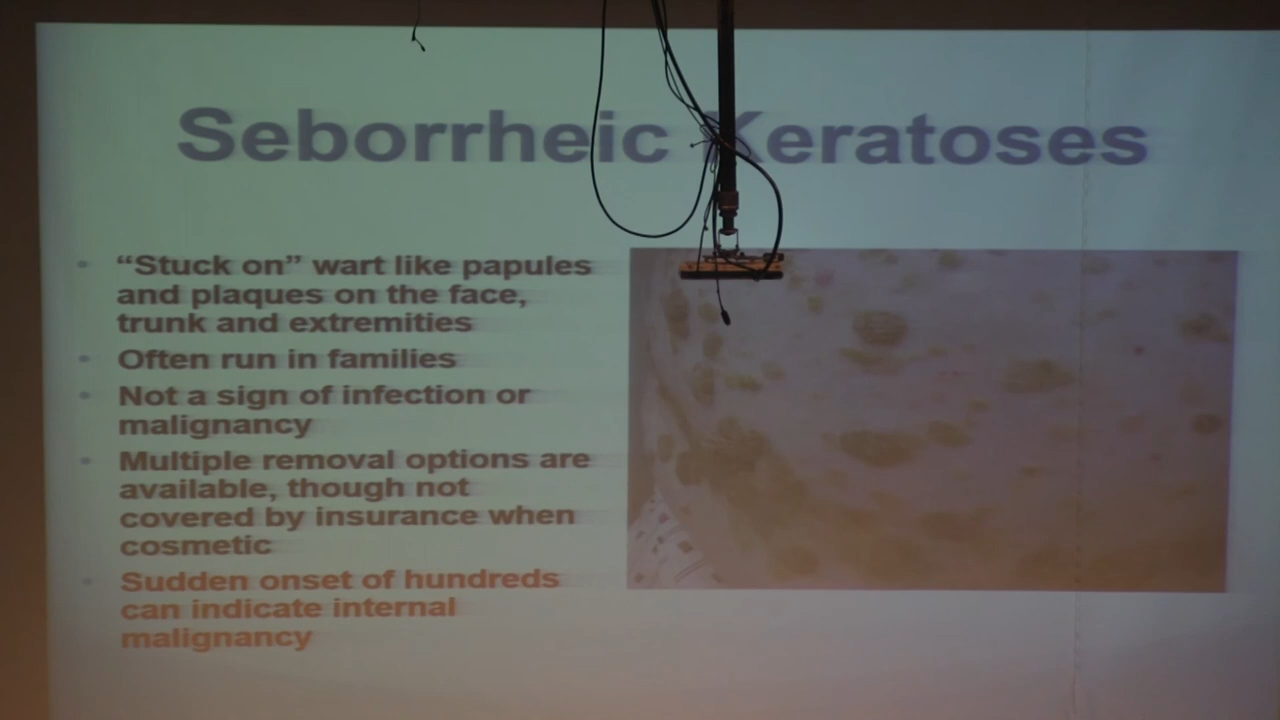 Seborrheic Keratoses
“Stuck on” wart like papules
and plaques on the face,
trunk and extremities
Often run in families
Not a sign of infection or
malignancy
Multiple removal options are
available, though not
covered by insurance when
cosmetic
Sudden onset of hundreds
can indicate internal
malignancy